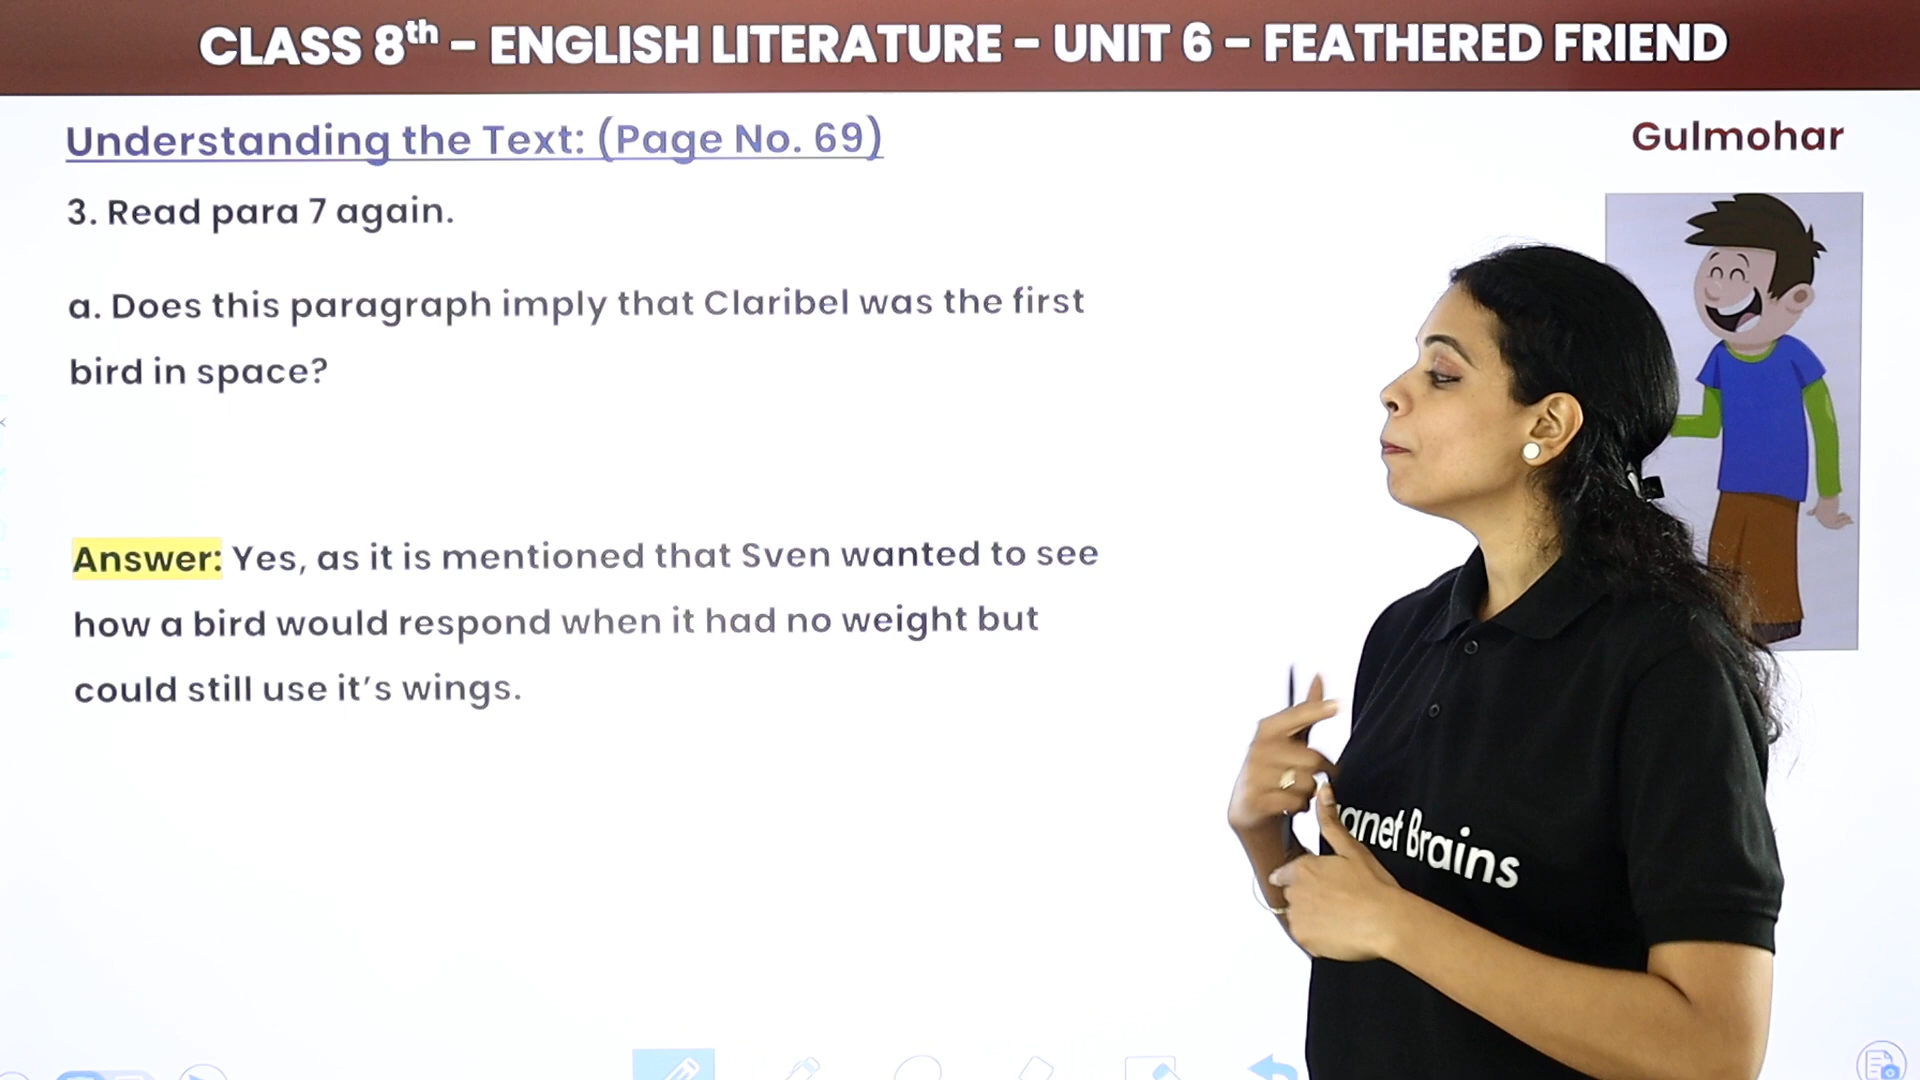 CLASS 8th – ENGLISH LITERATURE – UNIT 6 – FEATHERED FRIEND
Understanding the Text: (Page No. 69)
Gulmohar
3. Read para 7 again.
a. Does this paragraph imply that Claribel was the first
bird in space?
Answer: Yes, as it is mentioned that Sven wanted to see
how a bird would respond when it had no weight but
could still use it's wings.
Brains